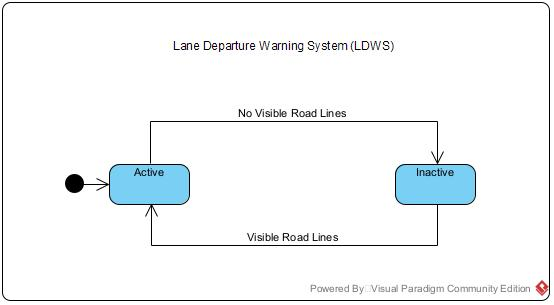 Lane Departure Warning System (LDWS)
No Visible Road Lines
Active
Inactive
Visible Road Lines
Powered By Visual Paradigm Community Edition